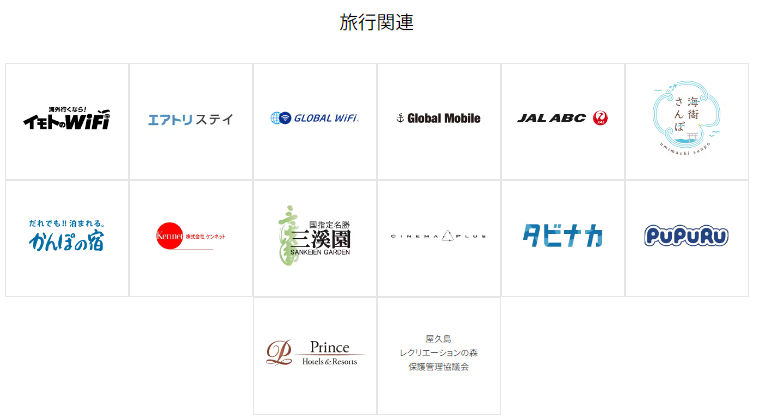 旅行関連
海外行くなら!
イモトのWiFi
エアトリステイ
GLOBAL WiFi.
Global Mobile
JAL ABC
海街
さんぽ
umimachi sanpo
だれでも!! 泊まれる。
かんぽの宿
Kennet 株式会社 ケンネット
国指定名勝
三溪園
SANKEIEN GARDEN
CINEMA PLUS
タビナカ
PUPURU
Prince
Hotels & Resorts
屋久島
レクリエーションの森
保護管理協議会